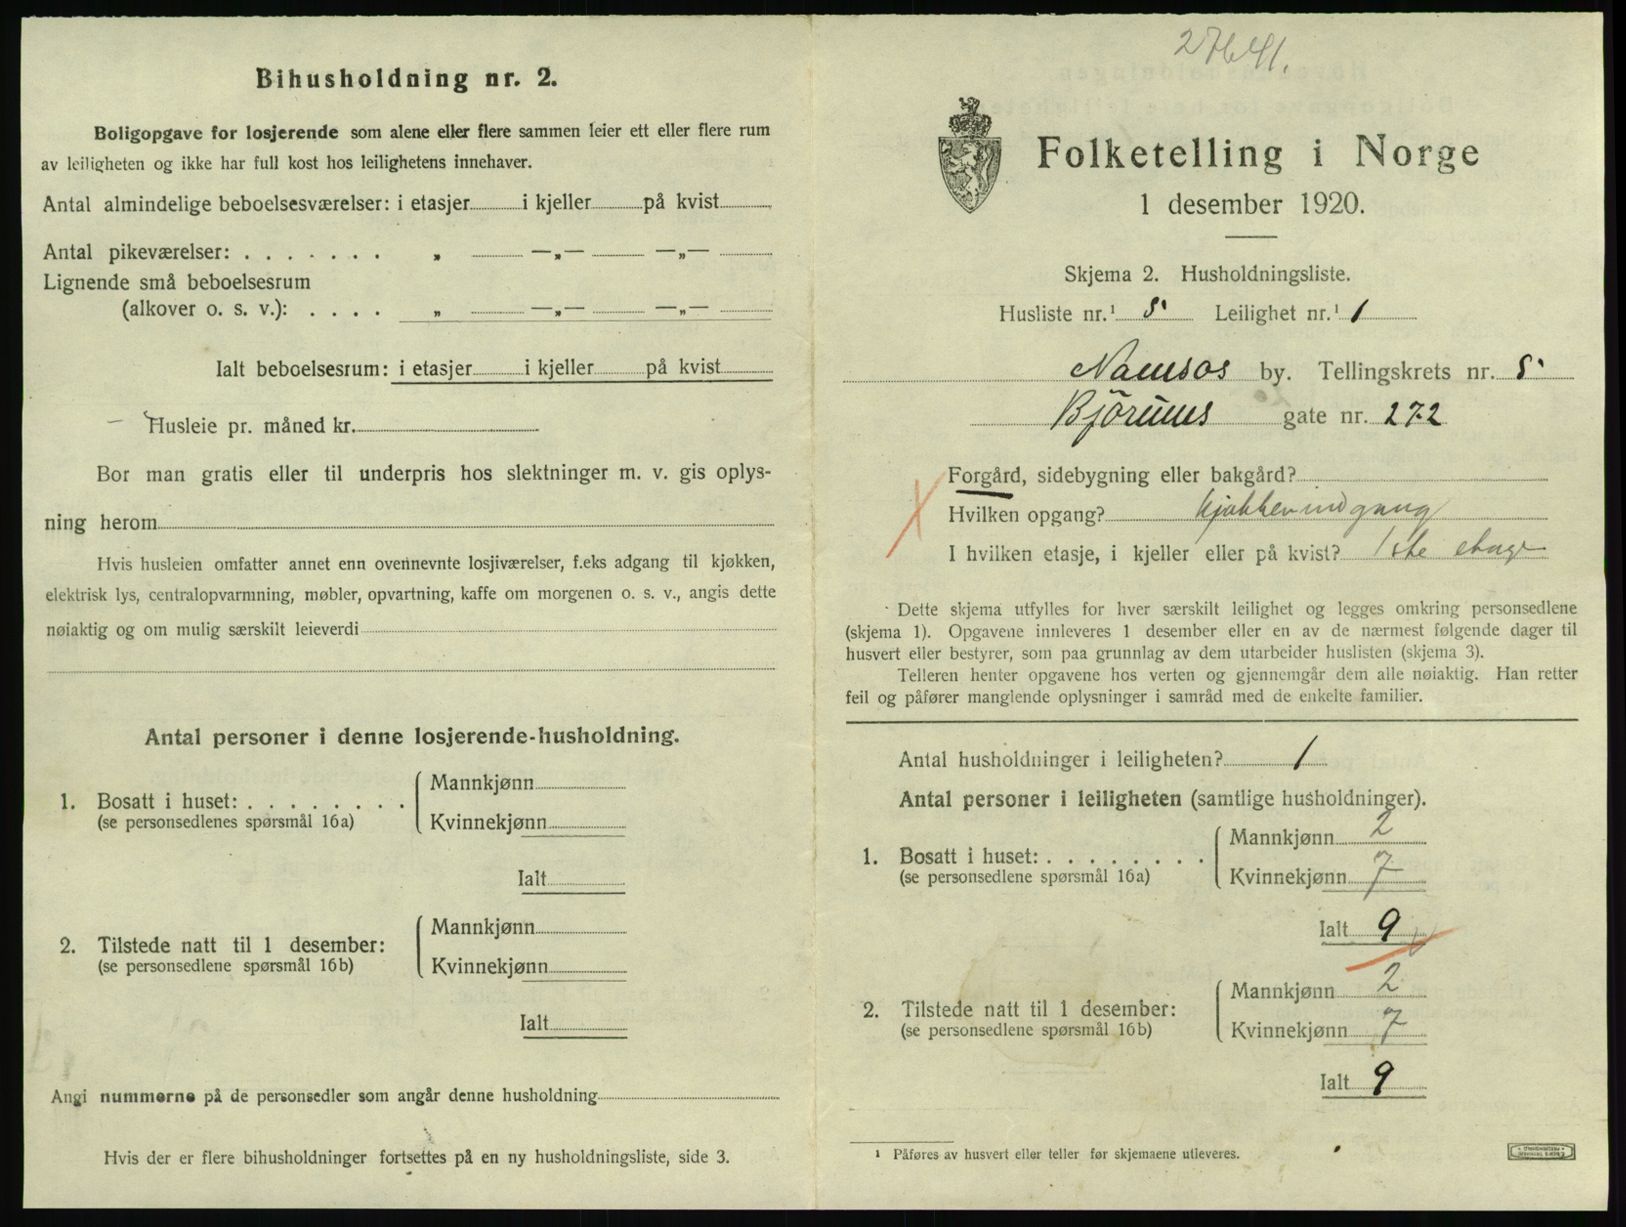 Bihusholdning nr. 2.
Boligopgave for losjerende som alene eller flere sammen leier ett eller flere rum
av leiligheten og ikke har full kost hos leilighetens innehaver.
Antal almindelige beboelsesværelser: i etasjer i kjeller på kvist
Antal pikeværelser: . . . . . . . „ —„— —„—
Lignende små beboelsesrum
(alkover o. s. v.): . . . . „ —„— —„—
Ialt beboelsesrum: i etasjer i kjeller på kvist
Husleie pr. måned kr.
Bor man gratis eller til underpris hos slektninger m. v. gis oplys-
ning herom
Hvis husleien omfatter annet enn ovennevnte losjiværelser, f.eks adgang til kjøkken,
elektrisk lys, centralopvarmning, møbler, opvartning, kaffe om morgenen o. s. v., angis dette
nøiaktig og om mulig særskilt leieverdi
Antal personer i denne losjerende-husholdning.
1. Bosatt i huset: . . . . . . . .
(se personsedlenes spørsmål 16a)
Mannkjønn
Kvinnekjønn
Ialt
2. Tilstede natt til 1 desember:
(se personsedlene spørsmål 16b)
Mannkjønn
Kvinnekjønn
Ialt
Angi nummerne på de personsedler som angår denne husholdning
Hvis der er flere bihusholdninger fortsettes på en ny husholdningsliste, side 3.
Folketelling i Norge
1 desember 1920.
Skjema 2. Husholdningsliste.
Husliste nr.¹ 5 Leilighet nr.¹ 1
Namsos by. Tellingskrets nr. 5
Bjørums gate nr. 272
Forgård, sidebygning eller bakgård?
Hvilken opgang? Kjøkkenindgang
I hvilken etasje, i kjeller eller på kvist? 1ste etage
Dette skjema utfylles for hver særskilt leilighet og legges omkring personsedlene
(skjema 1). Opgavene innleveres 1 desember eller en av de nærmest følgende dager til
husvert eller bestyrer, som paa grunnlag av dem utarbeider huslisten (skjema 3).
Telleren henter opgavene hos verten og gjennemgår dem alle nøiaktig. Han retter
feil og påfører manglende oplysninger i samråd med de enkelte familier.
Antal husholdninger i leiligheten? 1
Antal personer i leiligheten (samtlige husholdninger).
1. Bosatt i huset: . . . . . . . .
(se personsedlene spørsmål 16a)
Mannkjønn 2
Kvinnekjønn 7
Ialt 9
2. Tilstede natt til 1 desember:
(se personsedlene spørsmål 16b)
Mannkjønn 2
Kvinnekjønn 7
Ialt 9
¹ Påføres av husvert eller teller før skjemaene utleveres.